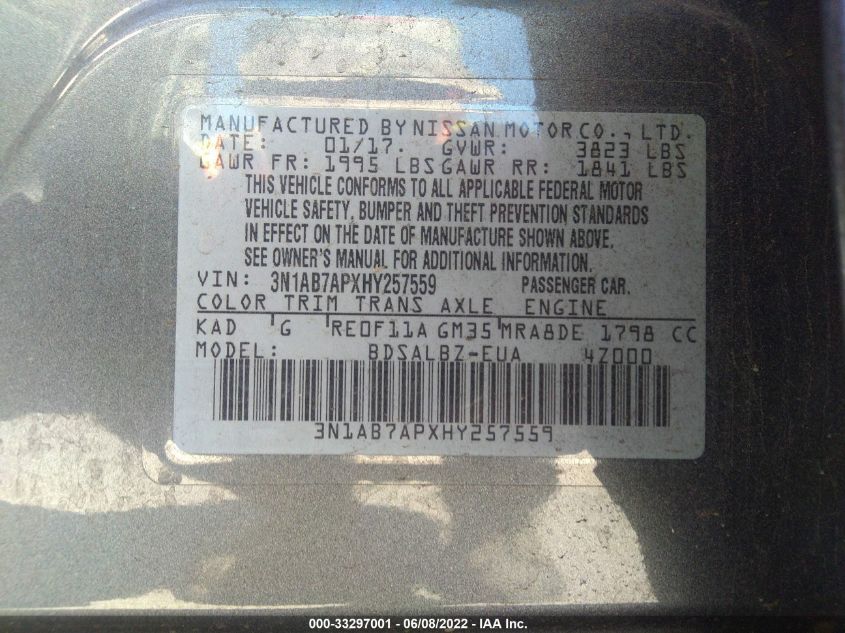 MANUFACTURED BY NISSAN MOTOR CO., LTD.
DATE: 01/17. GVWR: 3823 LBS
GAWR FR: 1995 LBS GAWR RR: 1841 LBS
THIS VEHICLE CONFORMS TO ALL APPLICABLE FEDERAL MOTOR
VEHICLE SAFETY, BUMPER AND THEFT PREVENTION STANDARDS
IN EFFECT ON THE DATE OF MANUFACTURE SHOWN ABOVE.
SEE OWNER'S MANUAL FOR ADDITIONAL INFORMATION.
VIN: 3N1AB7APXHY257559 PASSENGER CAR.
COLOR TRIM TRANS AXLE ENGINE
KAD G RE0F11A GM35 MRA8DE 1798 CC
MODEL: BDSALBZ-EUA 4Z000
3N1AB7APXHY257559
000-33297001 - 06/08/2022 - IAA Inc.